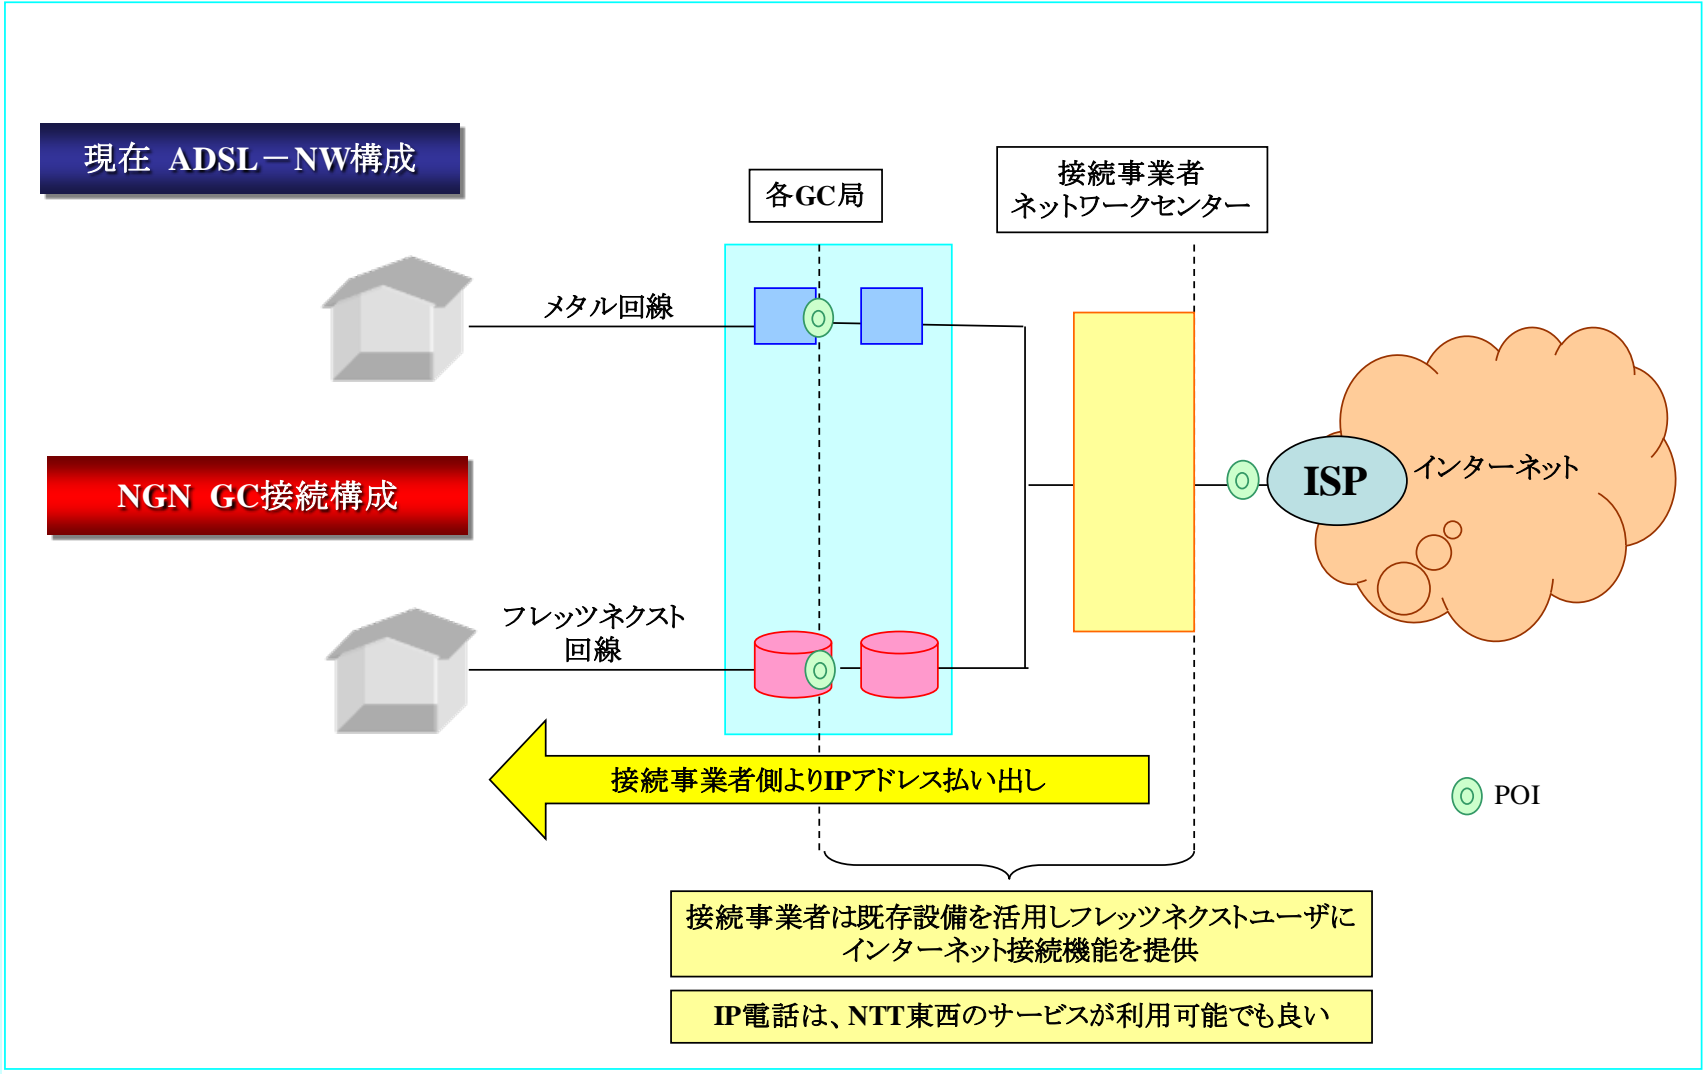 現在 ADSL－NW構成
各GC局
接続事業者
ネットワークセンター
メタル回線
NGN GC接続構成
ISP
インターネット
フレッツネクスト
回線
接続事業者側よりIPアドレス払い出し
POI
接続事業者は既存設備を活用しフレッツネクストユーザに
インターネット接続機能を提供
IP電話は、NTT東西のサービスが利用可能でも良い